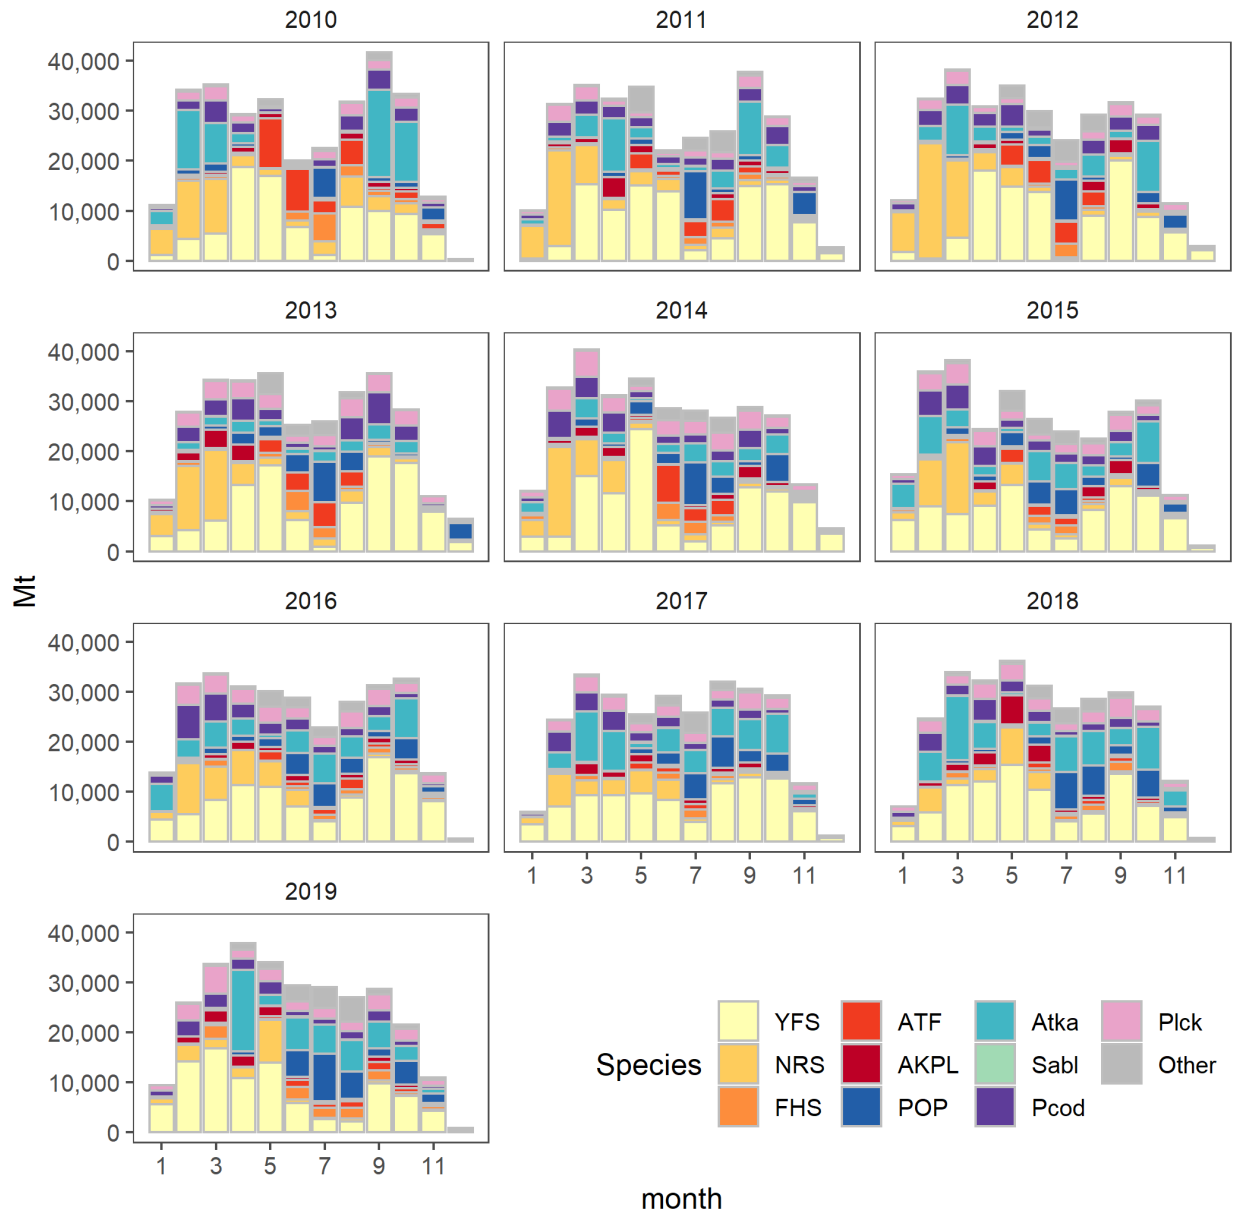 2010 2011 2012
40,000
30,000
20,000
10,000
0
2013 2014 2015
40,000
30,000
20,000
10,000
0
Mt
2016 2017 2018
40,000
30,000
20,000
10,000
0
1 3 5 7 9 11 1 3 5 7 9 11
2019
40,000
30,000
20,000
10,000
0
1 3 5 7 9 11
Species
YFS ATF Atka Plck
NRS AKPL Sabl Other
FHS POP Pcod
month